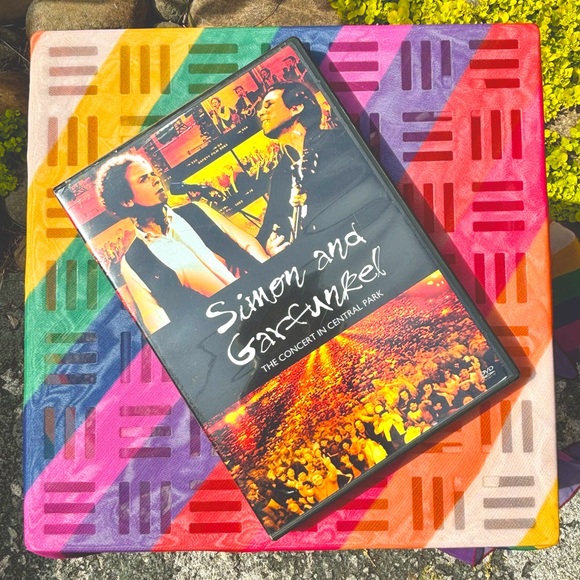 Simon and
Garfunkel
THE CONCERT IN CENTRAL PARK
DVD